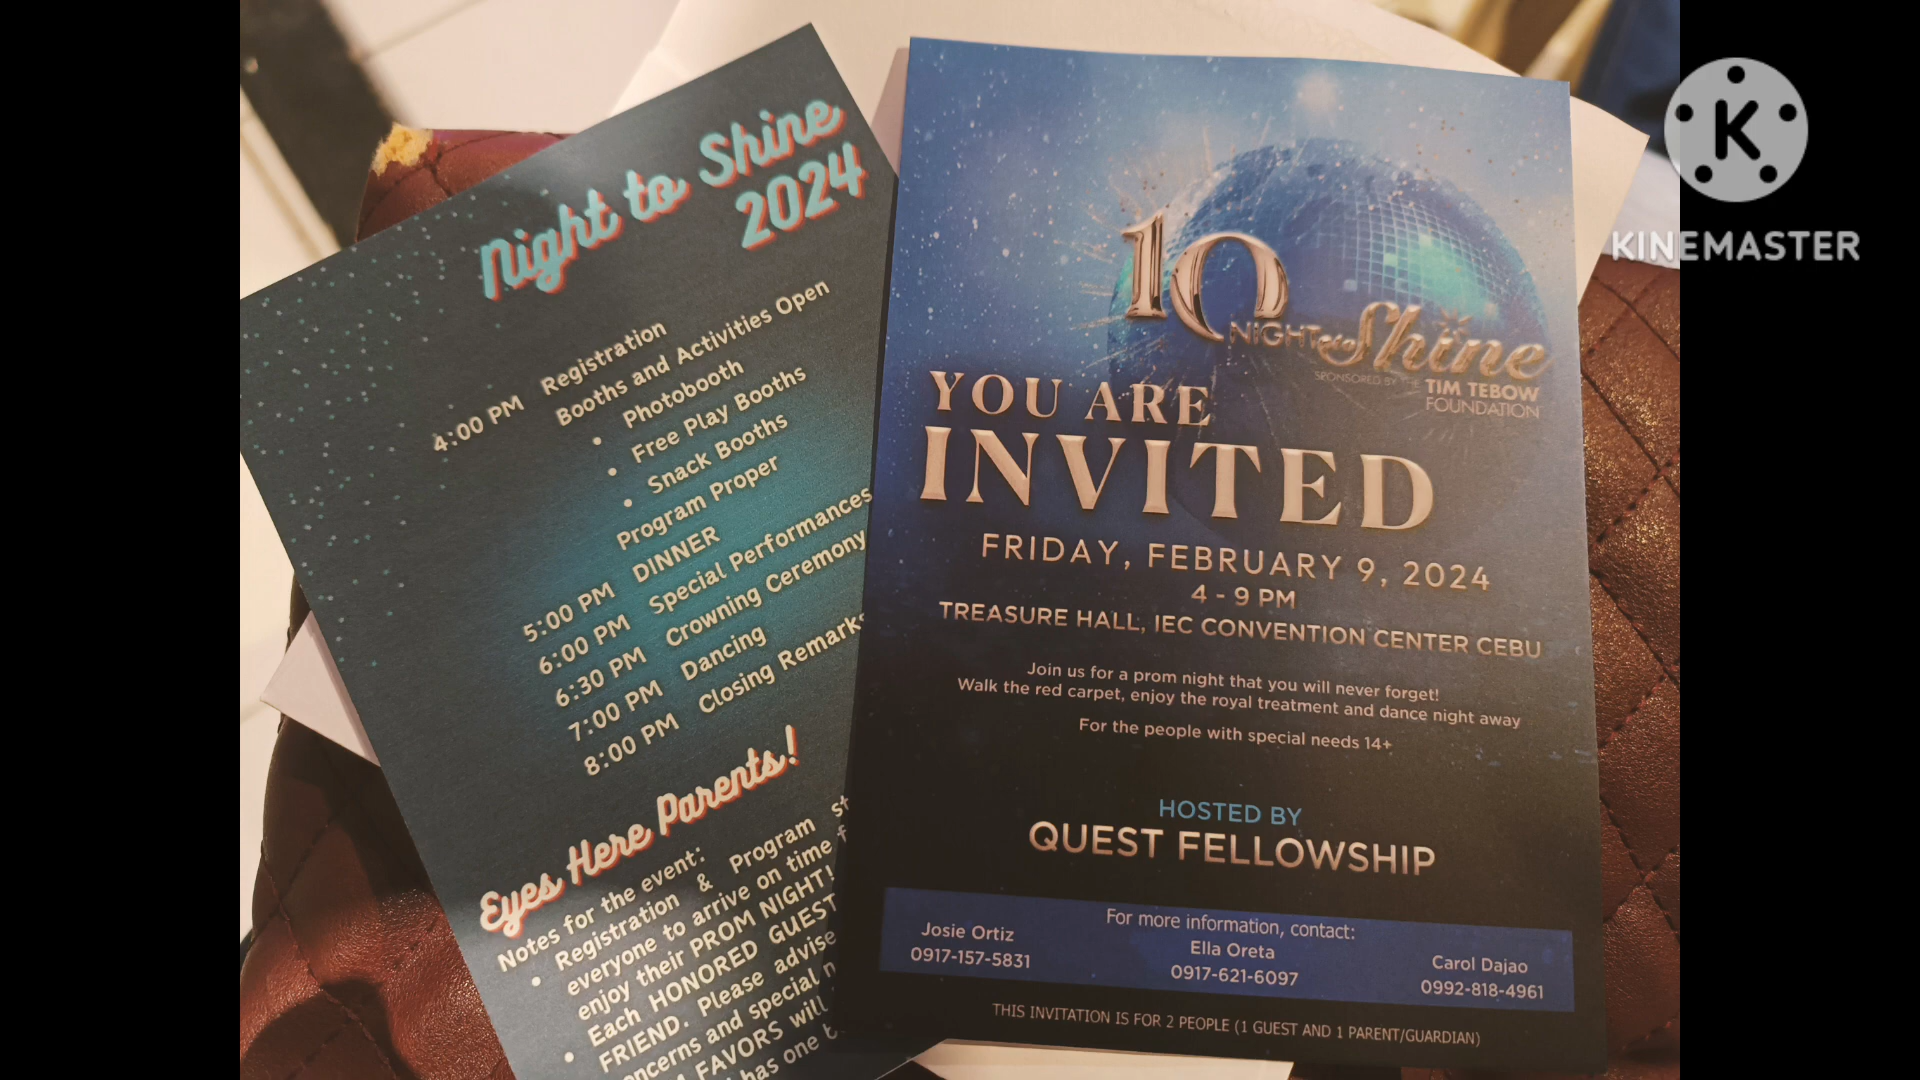 Night to Shine
2024
4:00 PM Registration
Booths and Activities Open
• Photobooth
• Free Play Booths
• Snack Booths
Program Proper
5:00 PM DINNER
6:00 PM Special Performances
6:30 PM Crowning Ceremony
7:00 PM Dancing
8:00 PM Closing Remarks
Eyes Here Parents!
Notes for the event:
• Registration & Program
everyone to arrive on time
enjoy their PROM NIGHT!
• Each HONORED GUEST
FRIEND. Please advise
and special
FAVORS will
has one
10
NIGHT to Shine
SPONSORED BY THE TIM TEBOW
FOUNDATION
YOU ARE
INVITED
FRIDAY, FEBRUARY 9, 2024
4 - 9 PM
TREASURE HALL, IEC CONVENTION CENTER CEBU
Join us for a prom night that you will never forget!
Walk the red carpet, enjoy the royal treatment and dance night away
For the people with special needs 14+
HOSTED BY
QUEST FELLOWSHIP
For more information, contact:
Josie Ortiz
0917-157-5831
Ella Oreta
0917-621-6097
Carol Dajao
0992-818-4961
THIS INVITATION IS FOR 2 PEOPLE (1 GUEST AND 1 PARENT/GUARDIAN)
K
KINEMASTER